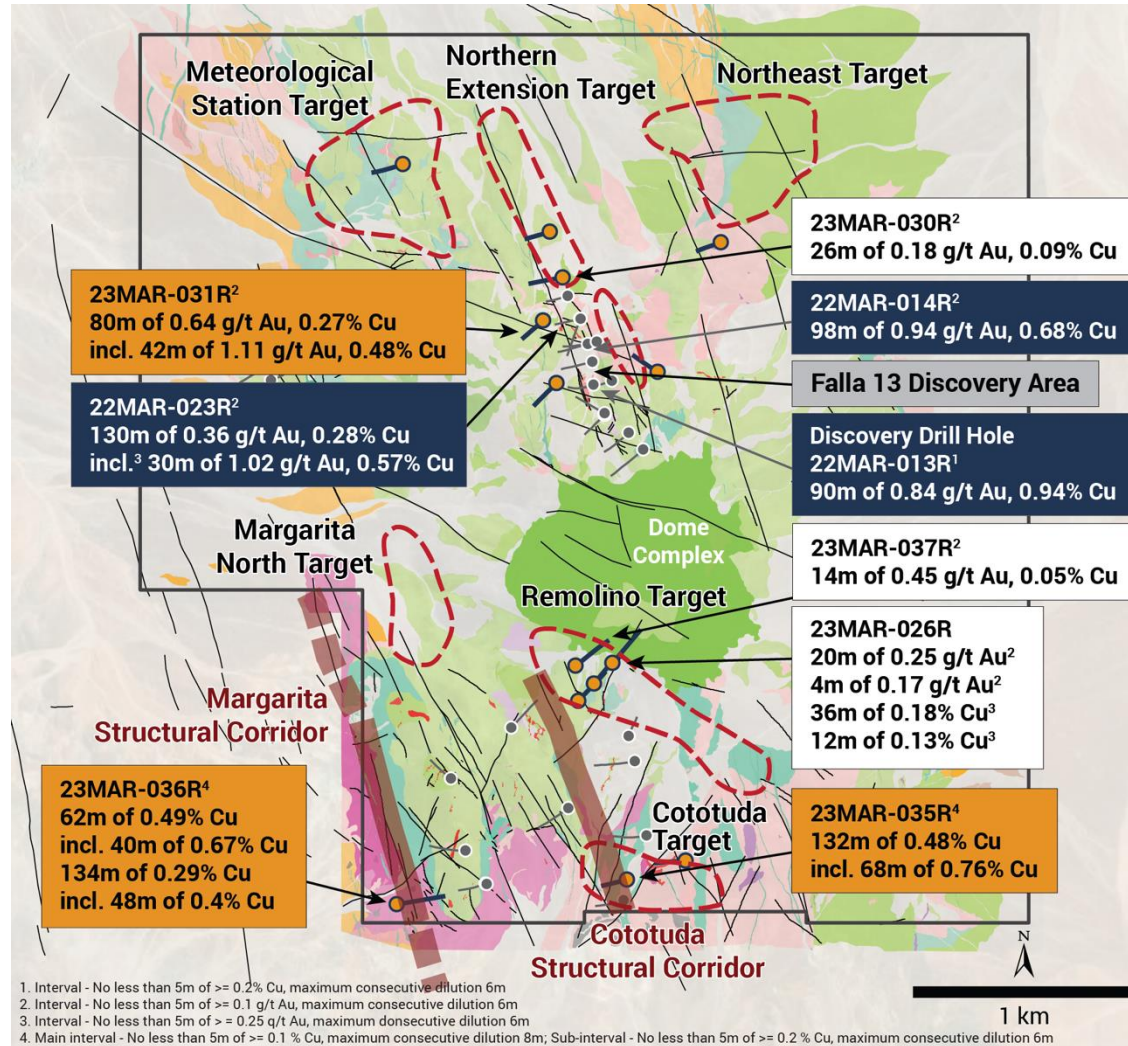 Meteorological
Station Target
Northern
Extension Target
Northeast Target
23MAR-030R²
26m of 0.18 g/t Au, 0.09% Cu
23MAR-031R²
80m of 0.64 g/t Au, 0.27% Cu
incl. 42m of 1.11 g/t Au, 0.48% Cu
22MAR-014R²
98m of 0.94 g/t Au, 0.68% Cu
Falla 13 Discovery Area
22MAR-023R²
130m of 0.36 g/t Au, 0.28% Cu
incl.³ 30m of 1.02 g/t Au, 0.57% Cu
Discovery Drill Hole
22MAR-013R¹
90m of 0.84 g/t Au, 0.94% Cu
Dome
Complex
Margarita
North Target
Remolino Target
23MAR-037R²
14m of 0.45 g/t Au, 0.05% Cu
23MAR-026R
20m of 0.25 g/t Au²
4m of 0.17 g/t Au²
36m of 0.18% Cu³
12m of 0.13% Cu³
Margarita
Structural Corridor
23MAR-036R⁴
62m of 0.49% Cu
incl. 40m of 0.67% Cu
134m of 0.29% Cu
incl. 48m of 0.4% Cu
Cototuda
Target
23MAR-035R⁴
132m of 0.48% Cu
incl. 68m of 0.76% Cu
Cototuda
Structural Corridor
N
1 km
1. Interval - No less than 5m of >= 0.2% Cu, maximum consecutive dilution 6m
2. Interval - No less than 5m of >= 0.1 g/t Au, maximum consecutive dilution 6m
3. Interval - No less than 5m of > = 0.25 g/t Au, maximum donsecutive dilution 6m
4. Main interval - No less than 5m of >= 0.1 % Cu, maximum consecutive dilution 8m; Sub-interval - No less than 5m of >= 0.2 % Cu, maximum consecutive dilution 6m